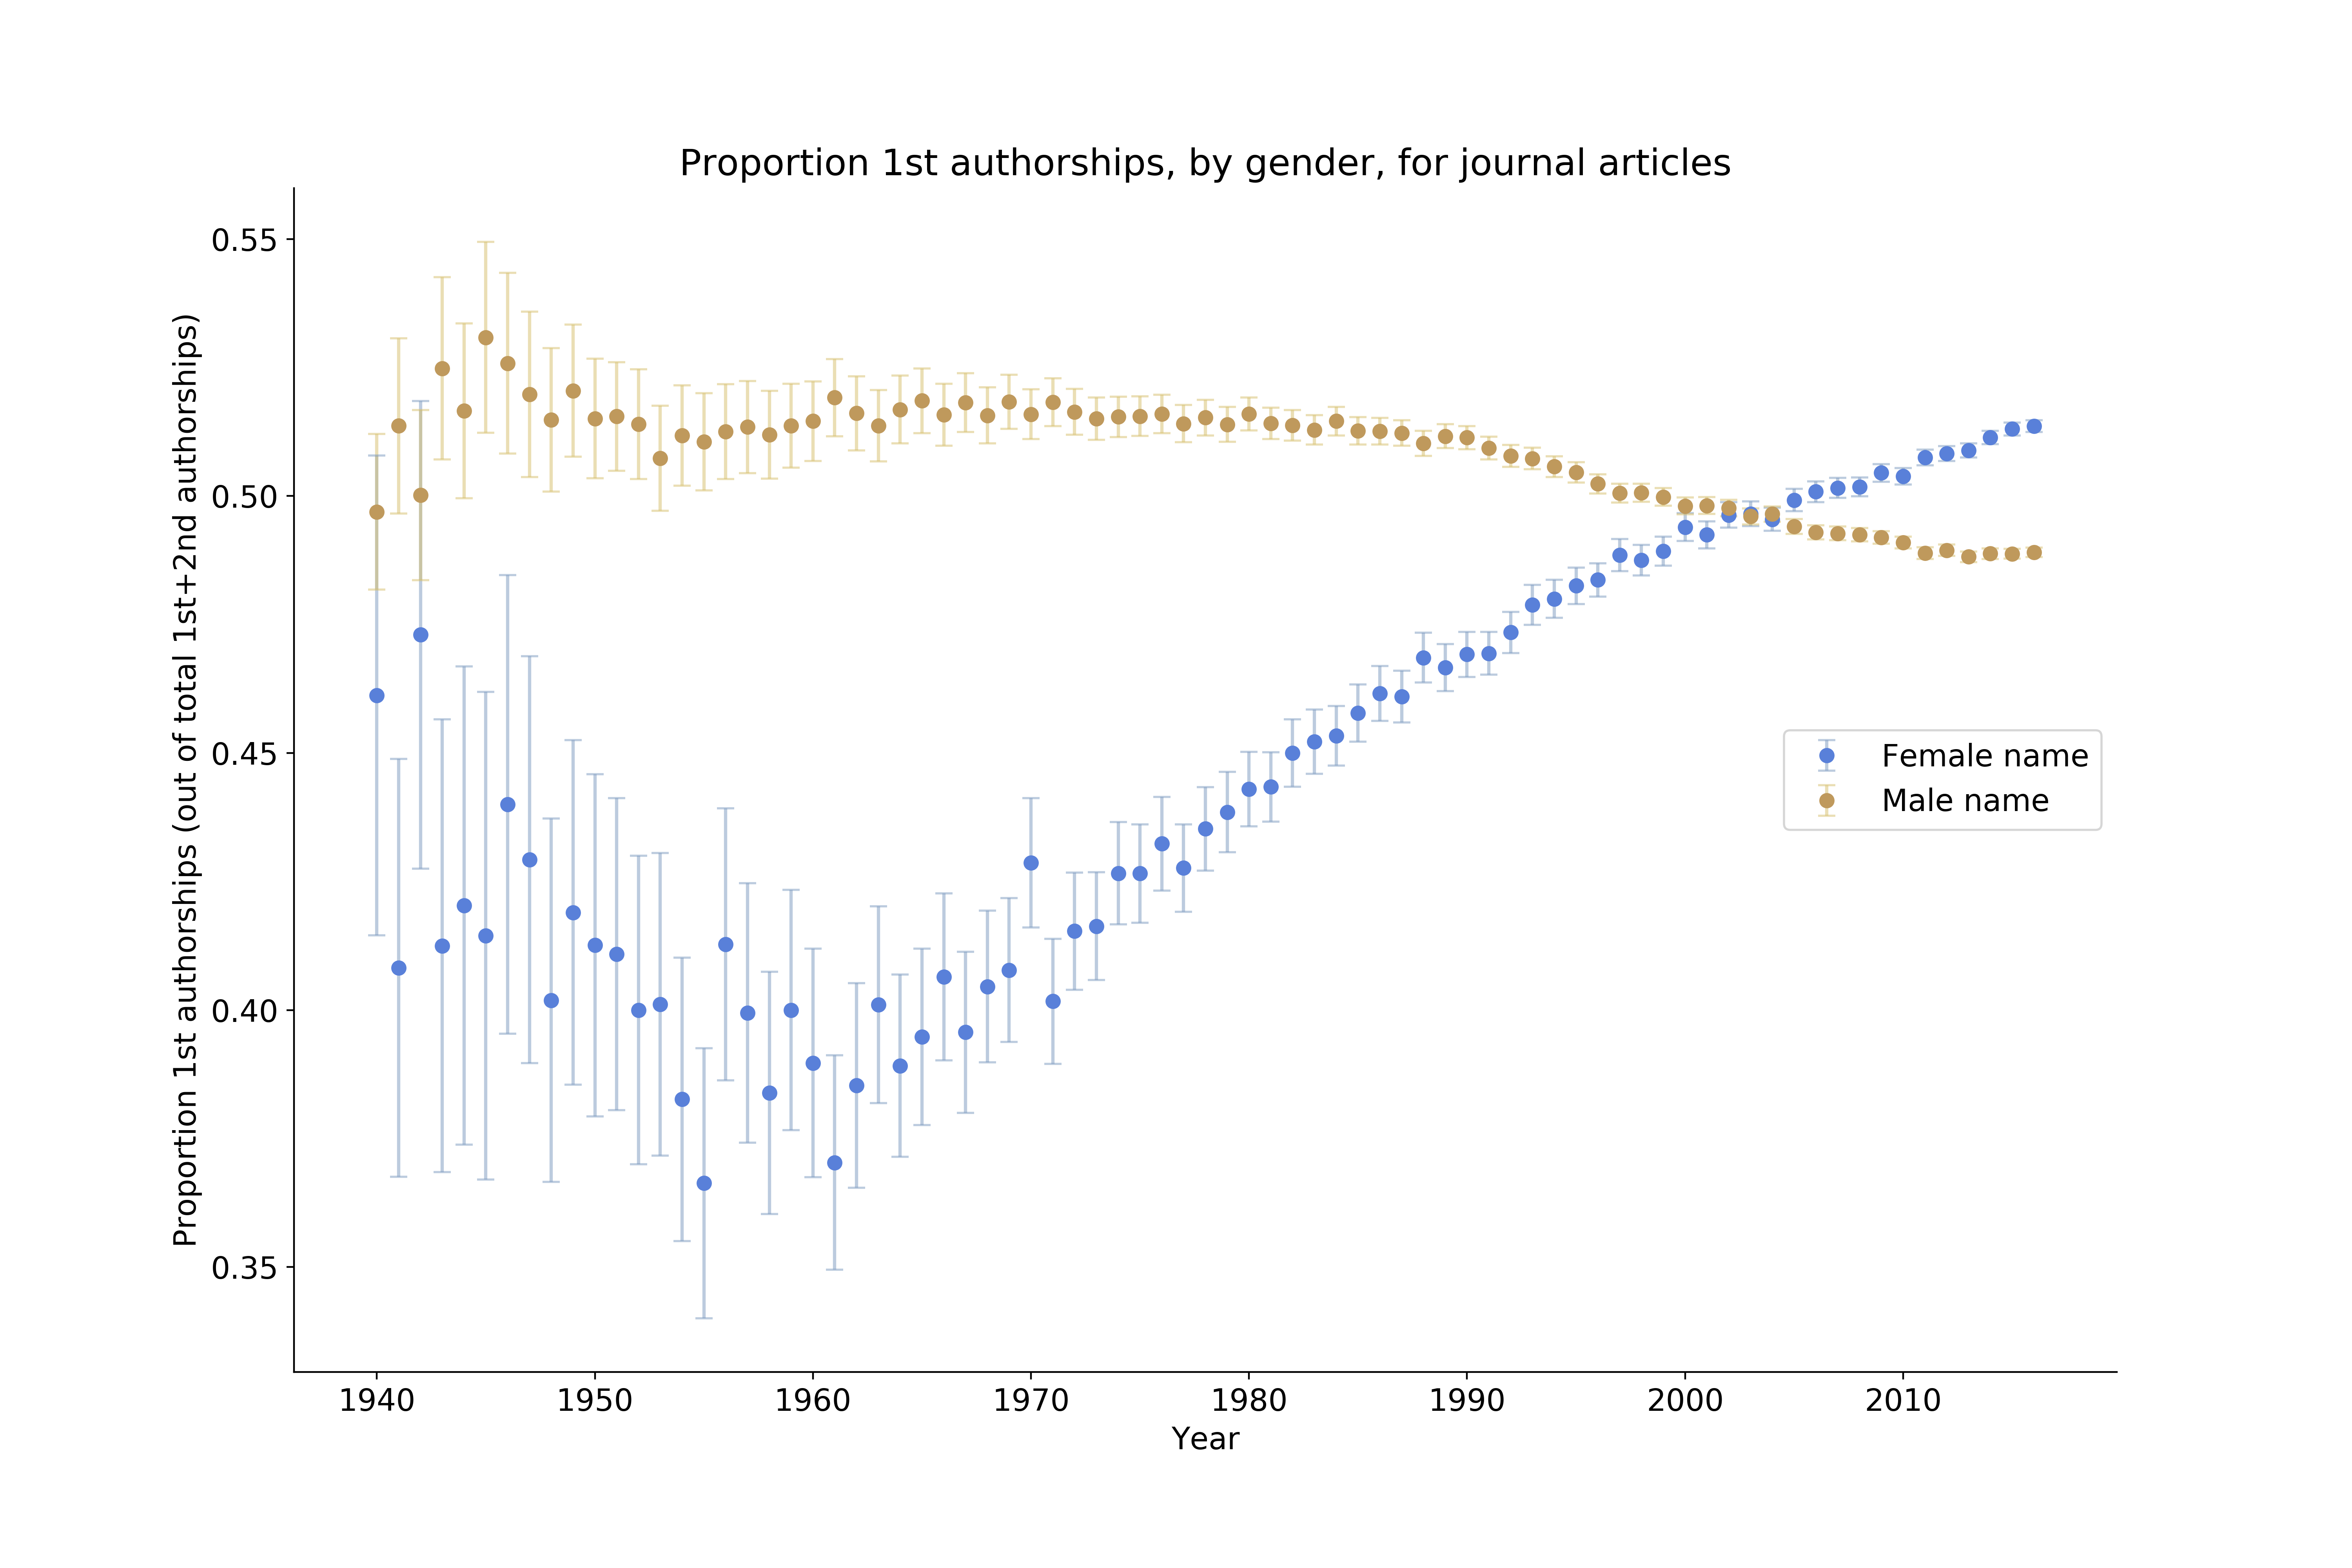 Proportion 1st authorships, by gender, for journal articles
Proportion 1st authorships (out of total 1st+2nd authorships)
0.55
0.50
0.45
0.40
0.35
Female name
Male name
1940 1950 1960 1970 1980 1990 2000 2010
Year